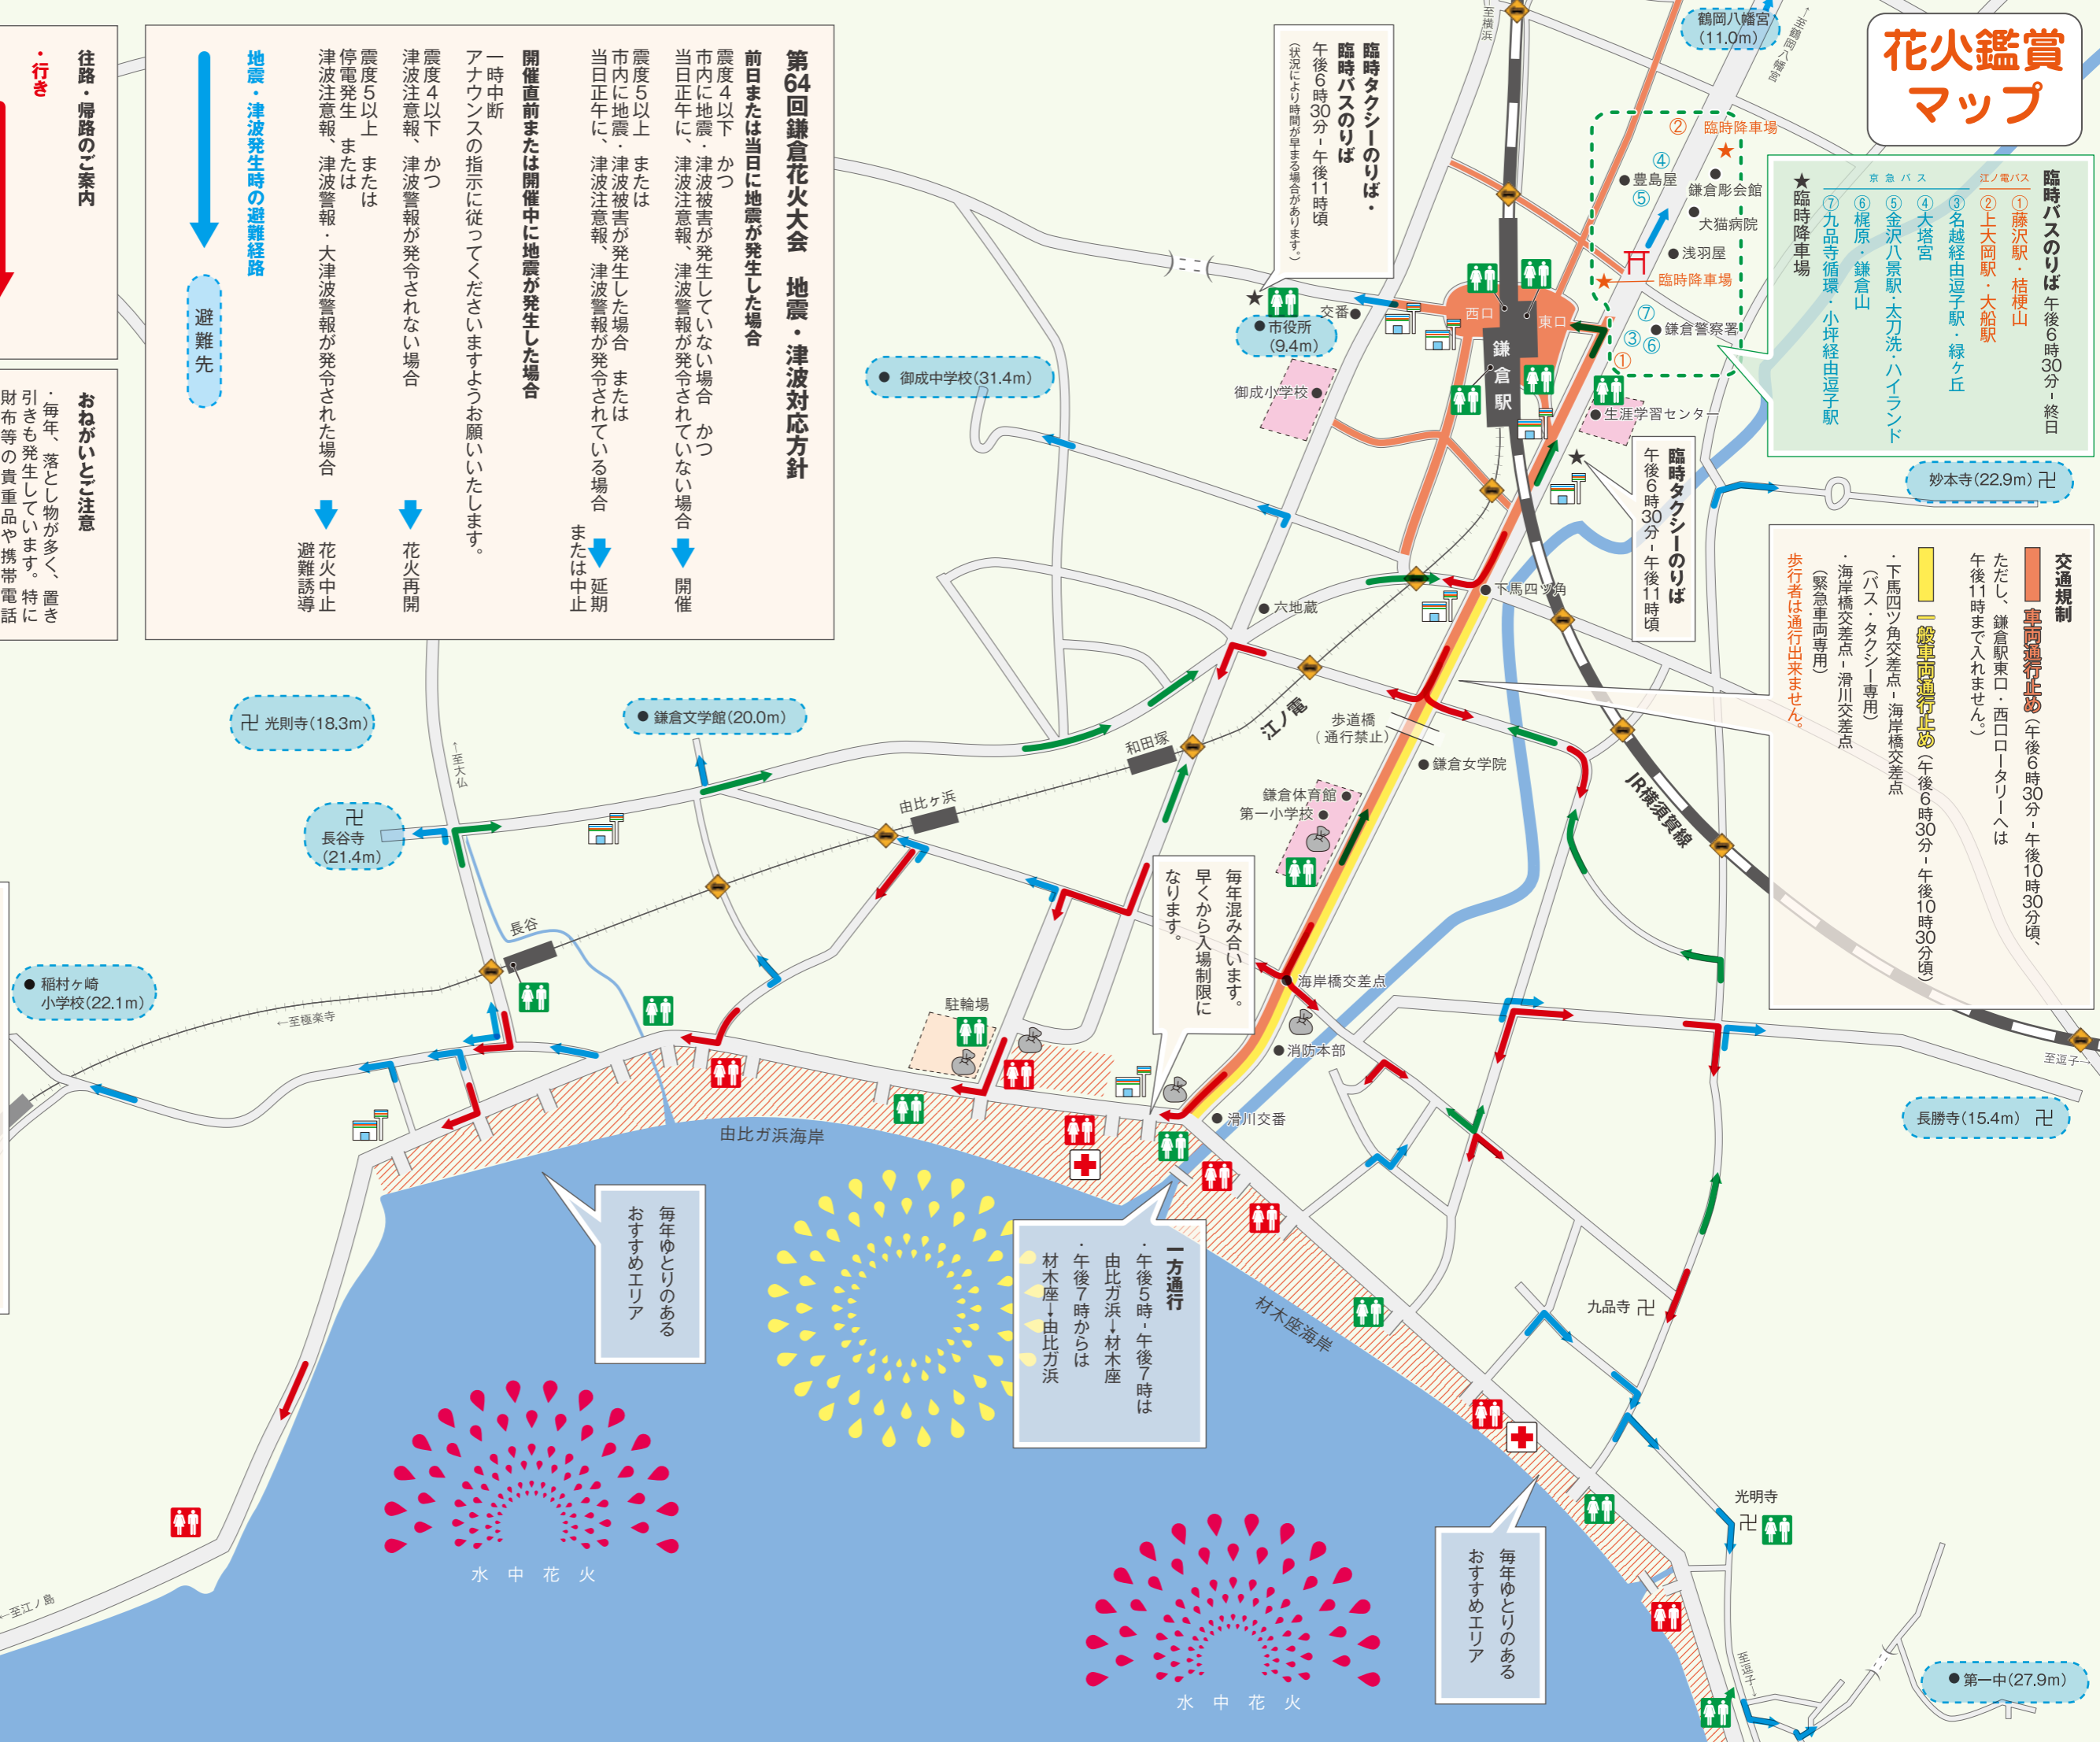 花火鑑賞
マップ
臨時バスのりば 午後6時30分-終日
江ノ電バス
①藤沢駅・桔梗山
②上大岡駅・大船駅
京急バス
③名越経由逗子駅・緑ヶ丘
④大塔宮
⑤金沢八景駅・太刀洗・ハイランド
⑥梶原・鎌倉山
⑦九品寺循環・小坪経由逗子駅
★臨時降車場
鶴岡八幡宮
(11.0m)
→至鶴岡八幡宮
←至横浜
② 臨時降車場
④
豊島屋
⑤
鎌倉彫会館
犬猫病院
浅羽屋
臨時降車場
⑦
鎌倉警察署
③⑥
①
生涯学習センター
臨時タクシーのりば・
臨時バスのりば
午後6時30分-午後11時頃
(状況により時間が早まる場合があります。)
交番
市役所
(9.4m)
西口
東口
鎌倉駅
御成小学校
御成中学校(31.4m)
臨時タクシーのりば
午後6時30分-午後11時頃
妙本寺(22.9m) 卍
交通規制
車両通行止め(午後6時30分-午後10時30分頃、
ただし、鎌倉駅東口・西口ロータリーへは
午後11時まで入れません。)
一般車両通行止め(午後6時30分-午後10時30分頃)
・下馬四ツ角交差点-海岸橋交差点
(バス・タクシー専用)
・海岸橋交差点-滑川交差点
(緊急車両専用)
歩行者は通行出来ません。
第64回鎌倉花火大会 地震・津波対応方針
前日または当日に地震が発生した場合
震度4以下 かつ
市内に地震・津波被害が発生していない場合 かつ
当日正午に、津波注意報、津波警報が発令されていない場合
開催
震度5以上 または
市内に地震・津波被害が発生した場合 または
当日正午に、津波注意報、津波警報が発令されている場合
延期
または中止
開催直前または開催中に地震が発生した場合
一時中断
アナウンスの指示に従ってくださいますようお願いいたします。
震度4以下 かつ
津波注意報、津波警報が発令されない場合
花火再開
震度5以上 または
停電発生 または
津波注意報、津波警報・大津波警報が発令された場合
花火中止
避難誘導
地震・津波発生時の避難経路
避難先
往路・帰路のご案内
・行き
おねがいとご注意
・毎年、落とし物が多く、置き
引きも発生しています。特に
財布等の貴重品や携帯電話
下馬四ツ角
六地蔵
江ノ電
和田塚
由比ヶ浜
長谷
歩道橋
(通行禁止)
鎌倉女学院
JR横須賀線
鎌倉体育館
第一小学校
光則寺(18.3m)
卍
←至大仏
鎌倉文学館(20.0m)
卍
長谷寺
(21.4m)
稲村ヶ崎
小学校(22.1m)
←至極楽寺
毎年混み合います。
早くから入場制限に
なります。
海岸橋交差点
消防本部
滑川交番
駐輪場
至逗子→
長勝寺(15.4m) 卍
由比ガ浜海岸
毎年ゆとりのある
おすすめエリア
一方通行
・午後5時-午後7時は
由比ガ浜→材木座
・午後7時からは
材木座→由比ガ浜
材木座海岸
九品寺 卍
光明寺
卍
水中花火
水中花火
毎年ゆとりのある
おすすめエリア
←至江ノ島
至逗子→
第一中(27.9m)